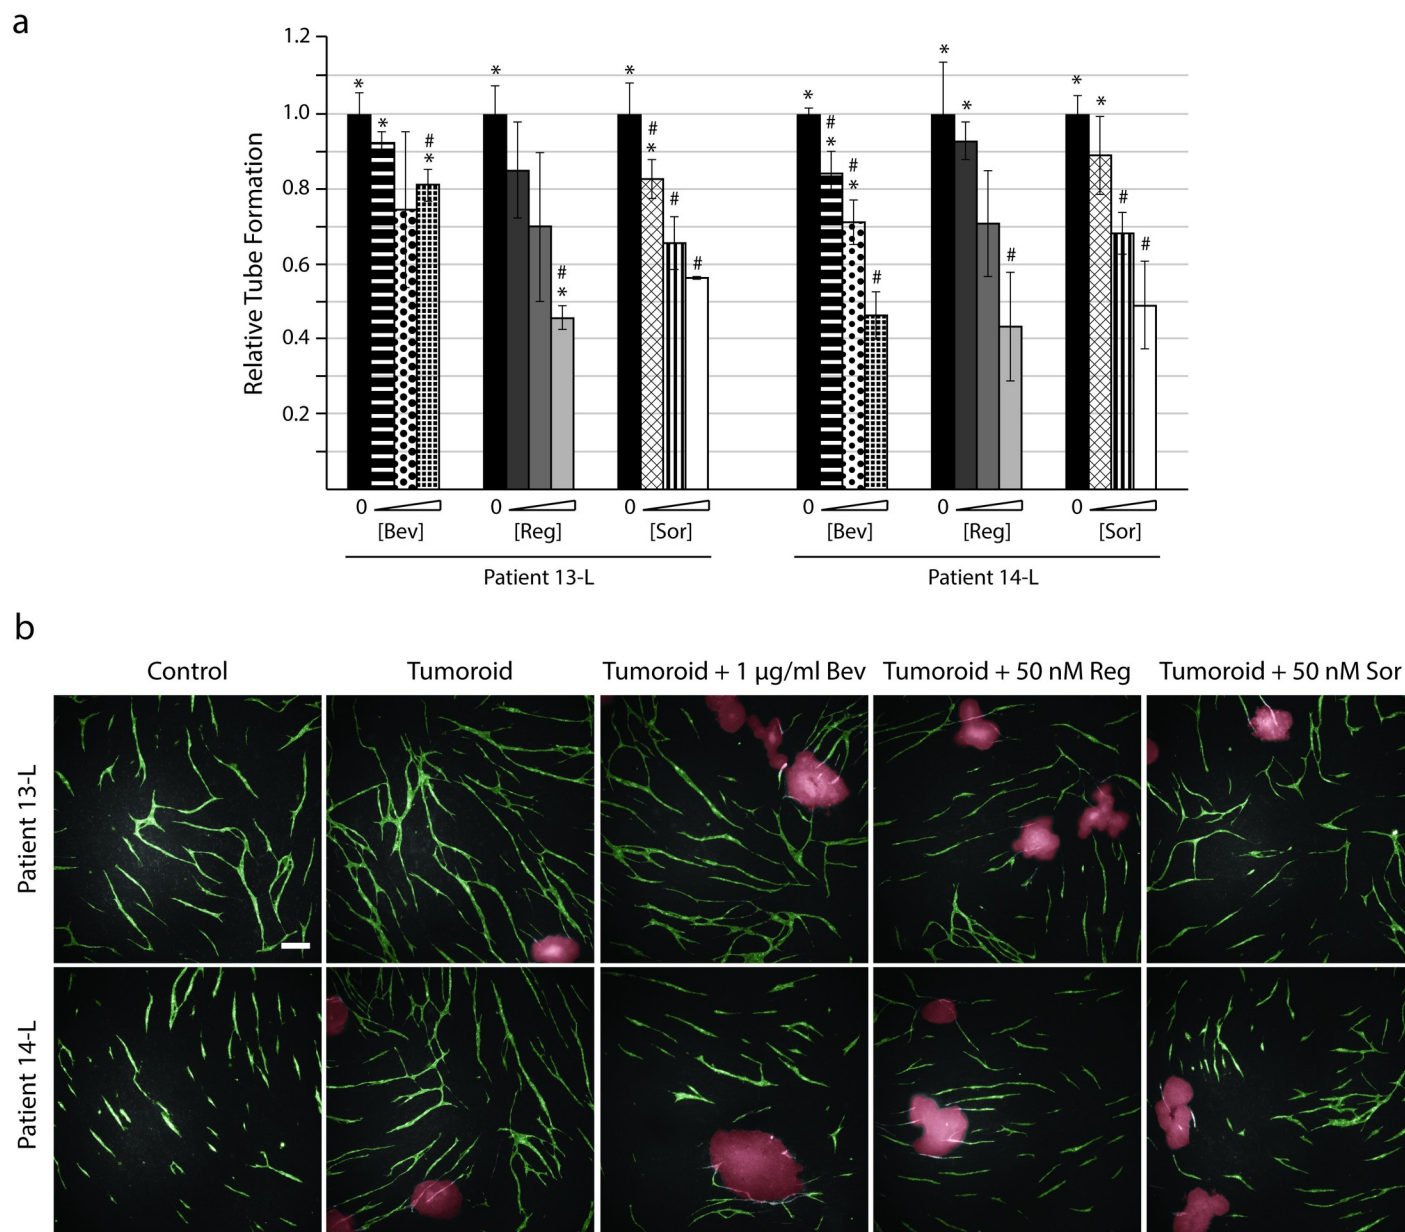 a
Relative Tube Formation
1.2
1.0
0.8
0.6
0.4
0.2
* * # *
* # *
* # * # #
* # * # * #
* * #
* * # #
0 0 0 0 0 0
[Bev] [Reg] [Sor] [Bev] [Reg] [Sor]
Patient 13-L Patient 14-L
b
Control Tumoroid Tumoroid + 1 µg/ml Bev Tumoroid + 50 nM Reg Tumoroid + 50 nM Sor
Patient 13-L
Patient 14-L